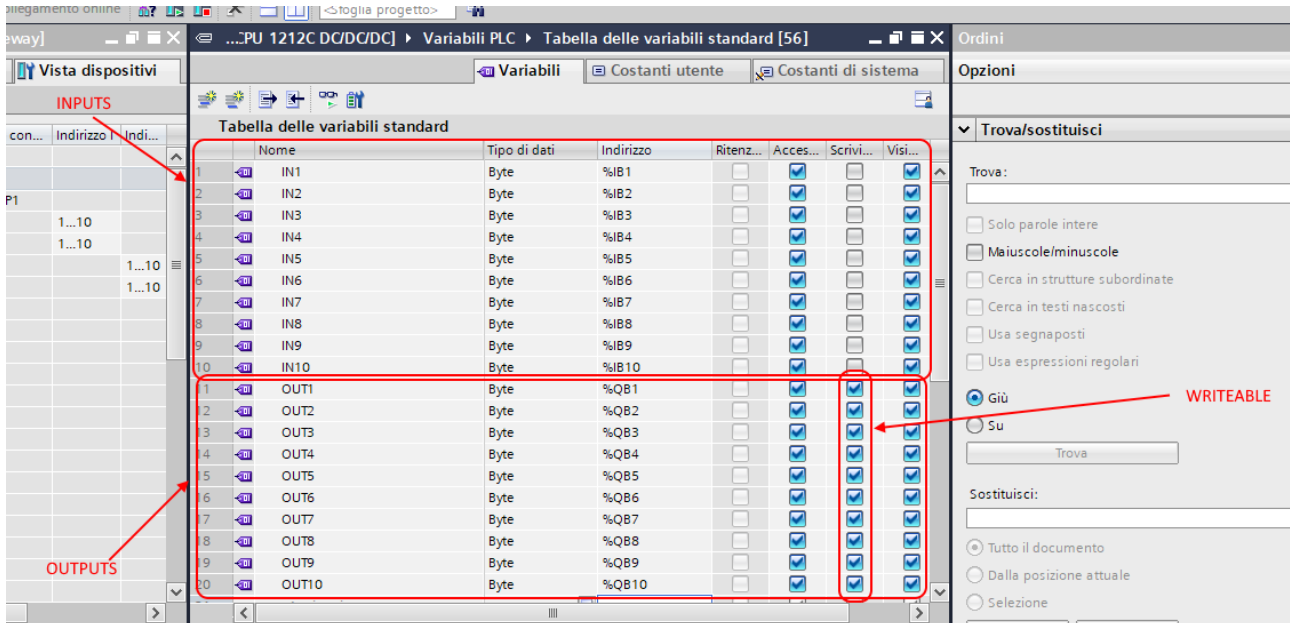 ollegamento online <Sfoglia progetto>
eway] ...CPU 1212C DC/DC/DC] Variabili PLC Tabella delle variabili standard [56] Ordini
Vista dispositivi Variabili Costanti utente Costanti di sistema Opzioni
INPUTS
Tabella delle variabili standard Trova/sostituisci
con... Indirizzo I Indi... Nome Tipo di dati Indirizzo Ritenz... Acces... Scrivi... Visi...
1 IN1 Byte %IB1 Trova:
2 IN2 Byte %IB2
P1
3 IN3 Byte %IB3 Solo parole intere
1...10
4 IN4 Byte %IB4
1...10 Maiuscole/minuscole
5 IN5 Byte %IB5
1...10
6 IN6 Byte %IB6 Cerca in strutture subordinate
1...10
7 IN7 Byte %IB7 Cerca in testi nascosti
8 IN8 Byte %IB8 Usa segnaposti
9 IN9 Byte %IB9
10 IN10 Byte %IB10 Usa espressioni regolari
11 OUT1 Byte %QB1 Giù WRITEABLE
12 OUT2 Byte %QB2
13 OUT3 Byte %QB3 Su
14 OUT4 Byte %QB4 Trova
15 OUT5 Byte %QB5
16 OUT6 Byte %QB6 Sostituisci:
17 OUT7 Byte %QB7
18 OUT8 Byte %QB8 Tutto il documento
OUTPUTS
19 OUT9 Byte %QB9 Dalla posizione attuale
20 OUT10 Byte %QB10
Selezione